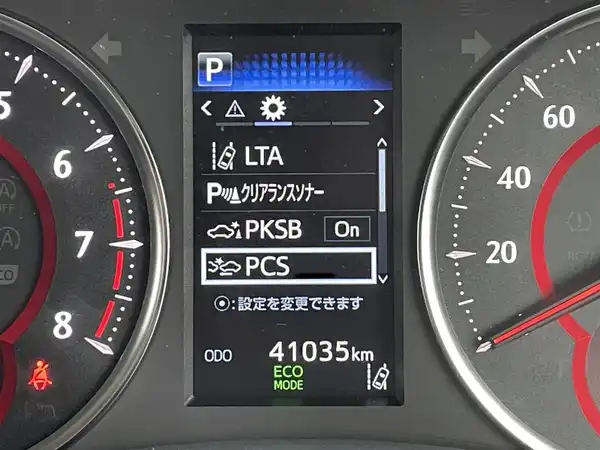 P
LTA
P クリアランスソナー
PKSB On
PCS
:設定を変更できます
ODO 41035km
ECO
MODE
5
6
7
8
60
40
20
OFF